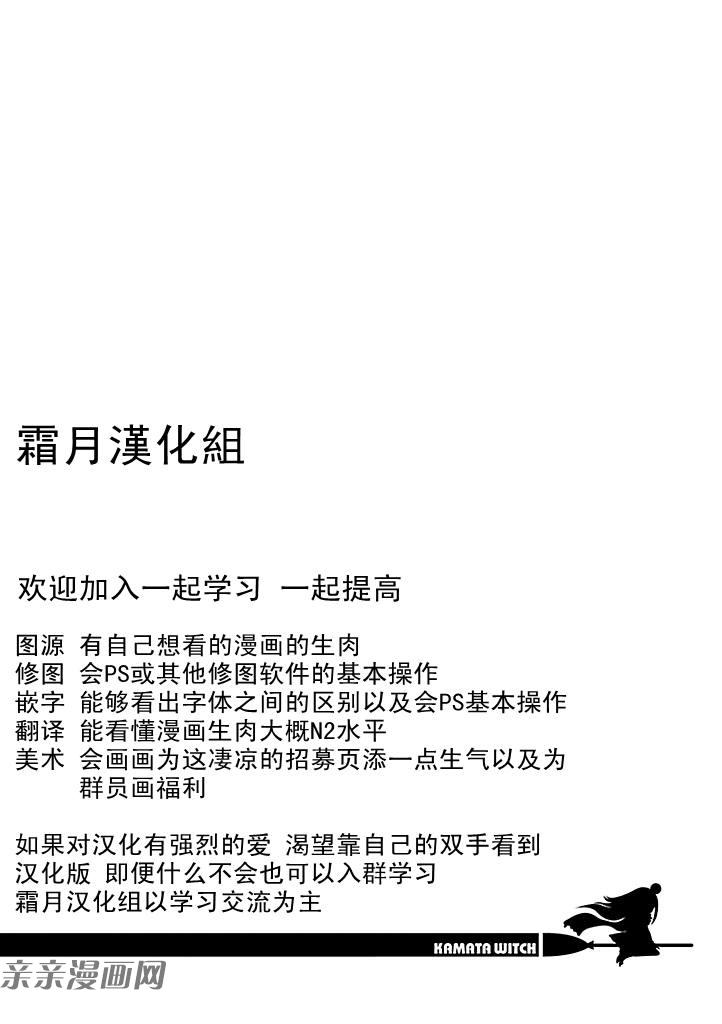 霜月漢化組
欢迎加入一起学习 一起提高
图源 有自己想看的漫画的生肉
修图 会PS或其他修图软件的基本操作
嵌字 能够看出字体之间的区别以及会PS基本操作
翻译 能看懂漫画生肉大概N2水平
美术 会画画为这凄凉的招募页添一点生气以及为
群员画福利
如果对汉化有强烈的爱 渴望靠自己的双手看到
汉化版 即便什么不会也可以入群学习
霜月汉化组以学习交流为主
KAMATA WITCH
亲亲漫画网